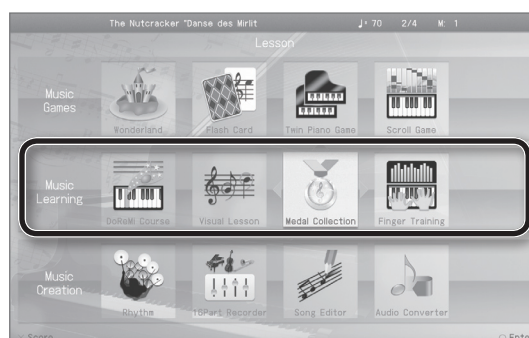 The Nutcracker "Danse des Mirlit ♩= 70 2/4 M: 1
Lesson
Music
Games
Wonderland Flash Card Twin Piano Game Scroll Game
Music
Learning
DoReMi Course Visual Lesson Medal Collection Finger Training
Music
Creation
Rhythm 16Part Recorder Song Editor Audio Converter
Score